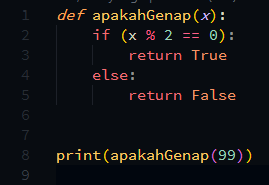 1 def apakahGenap(x):
2     if (x % 2 == 0):
3         return True
4     else:
5         return False
6
7
8 print(apakahGenap(99))
9